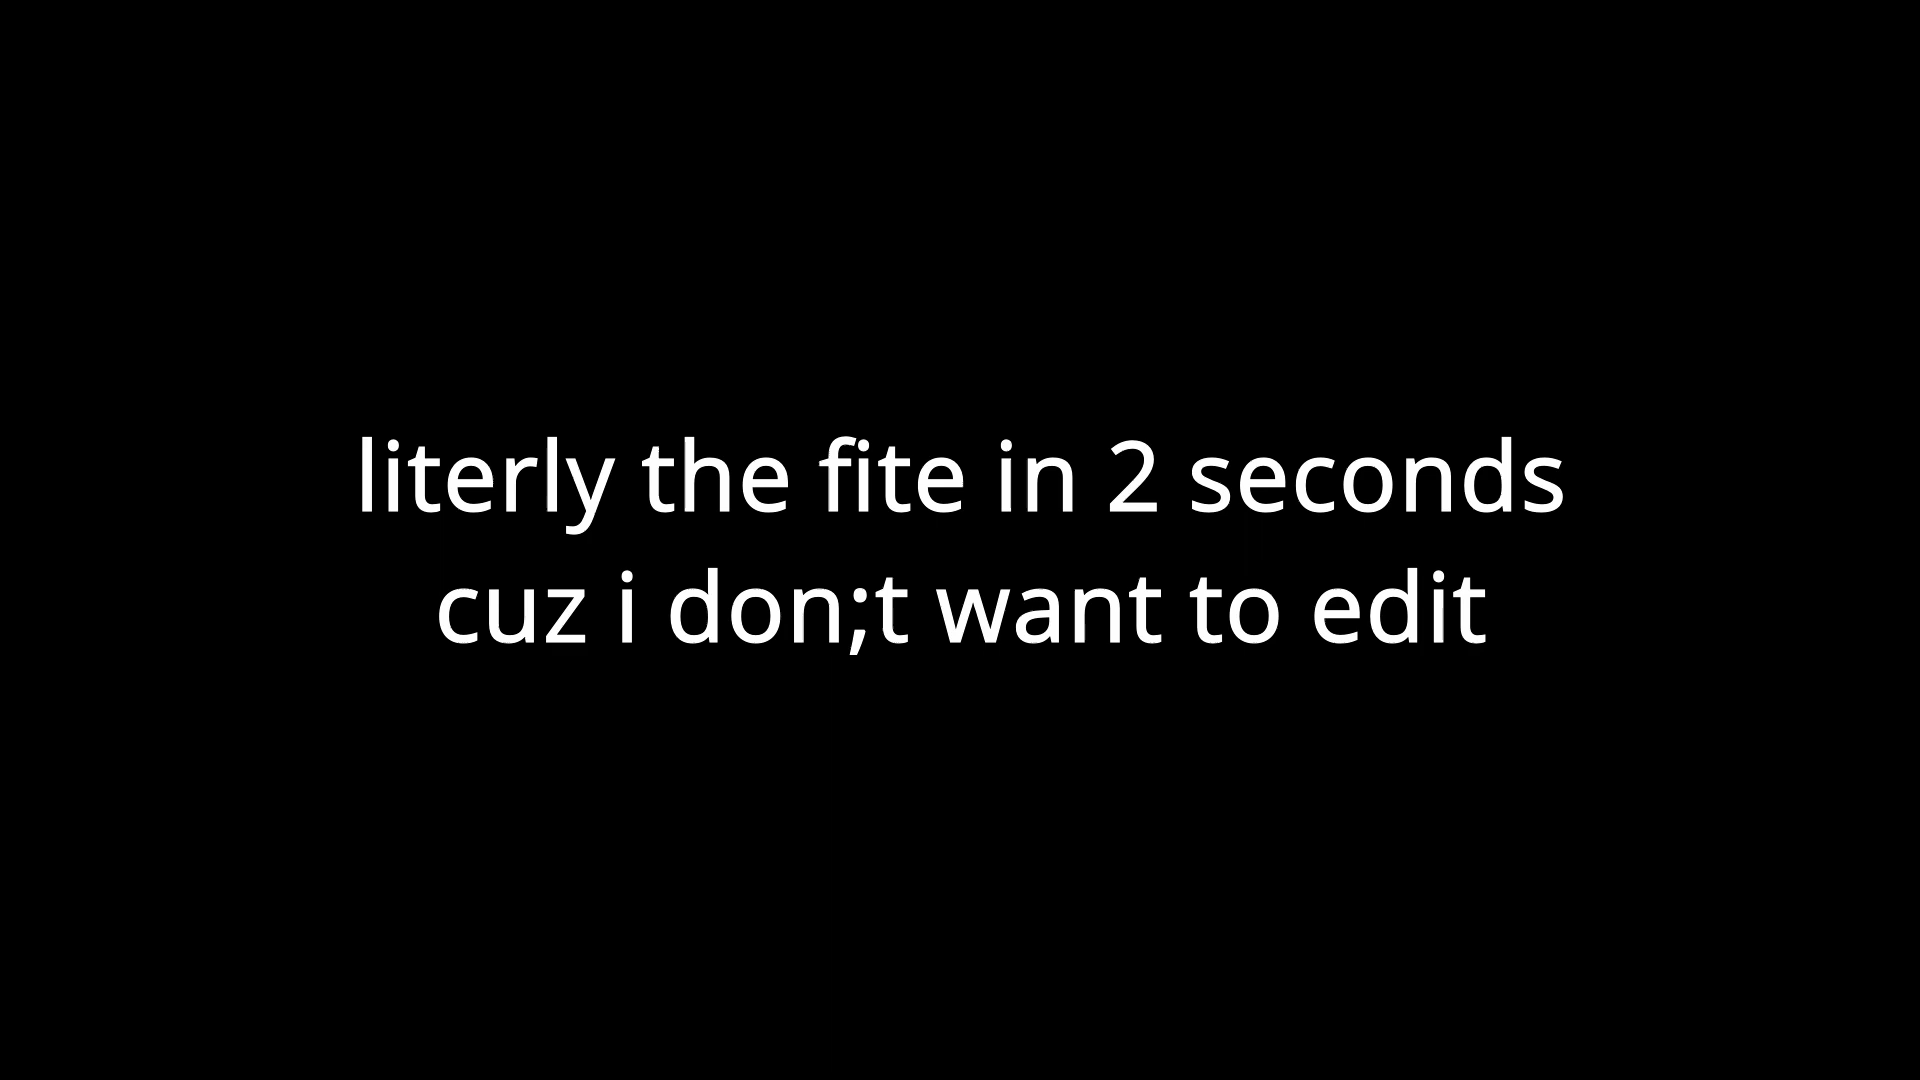 literly the fite in 2 seconds
cuz i don;t want to edit